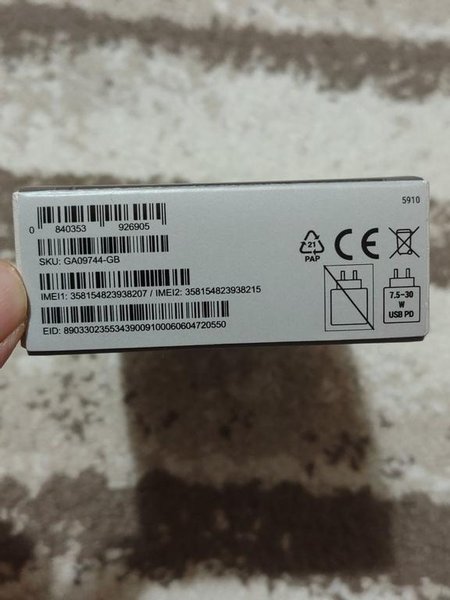 5910
0 840353 926905
SKU: GA09744-GB
IMEI1: 358154823938207 / IMEI2: 358154823938215
EID: 89033023553439009100060604720550
21
PAP
CE
7.5-30
W
USB PD